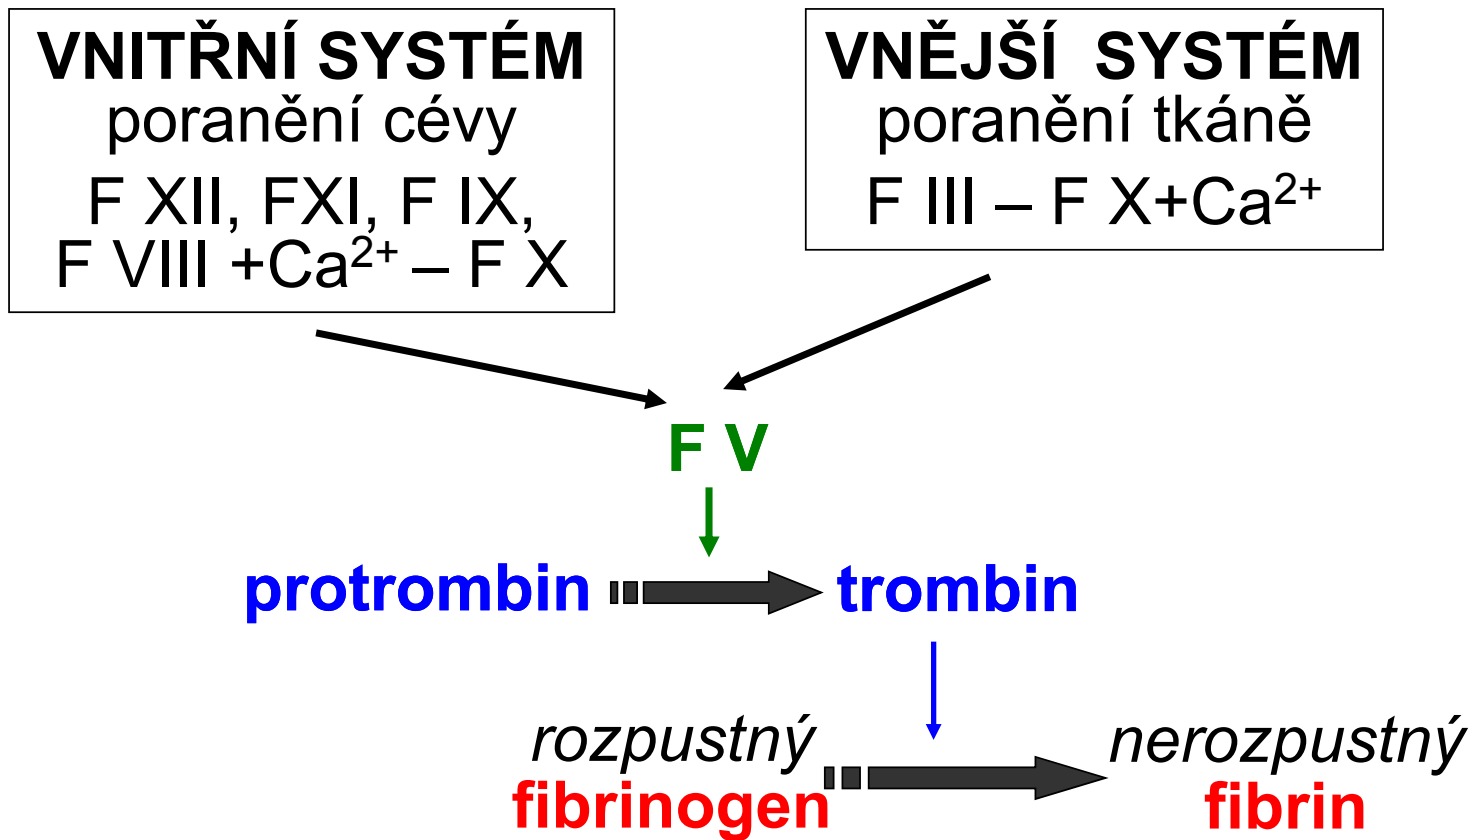 VNITŘNÍ SYSTÉM
poranění cévy
F XII, FXI, F IX,
F VIII +Ca²⁺ – F X
VNĚJŠÍ SYSTÉM
poranění tkáně
F III – F X+Ca²⁺
F V
protrombin
trombin
rozpustný
fibrinogen
nerozpustný
fibrin